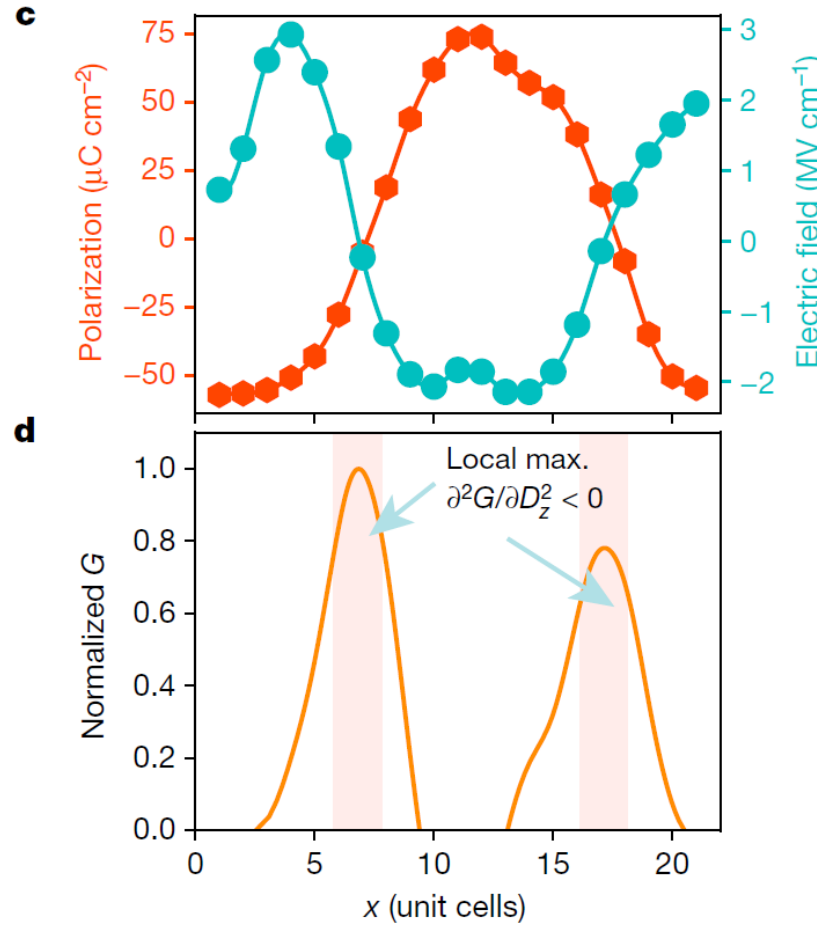 c
Polarization (μC cm−2)
75
50
25
0
−25
−50
3
2
1
0
−1
−2
Electric field (MV cm−1)
d
Normalized G
1.0
0.8
0.6
0.4
0.2
0.0
Local max.
∂²G/∂D_z² < 0
0 5 10 15 20
x (unit cells)